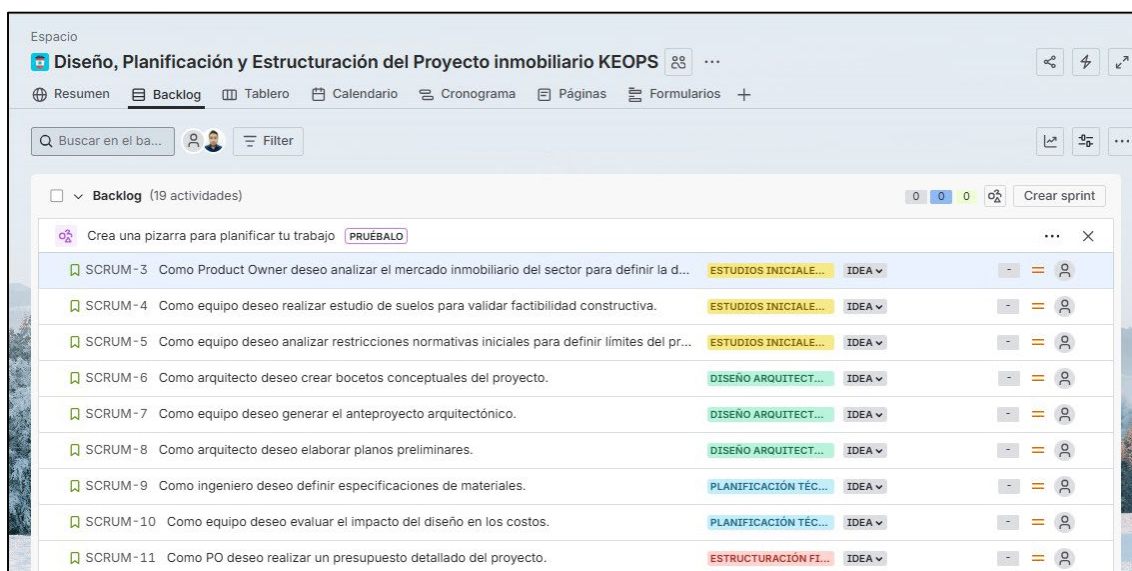 Espacio
Diseño, Planificación y Estructuración del Proyecto inmobiliario KEOPS ...
Resumen Backlog Tablero Calendario Cronograma Páginas Formularios +
Buscar en el ba... Filter
Backlog (19 actividades) 0 0 0 Crear sprint
Crea una pizarra para planificar tu trabajo PRUÉBALO
SCRUM-3 Como Product Owner deseo analizar el mercado inmobiliario del sector para definir la d... ESTUDIOS INICIALE... IDEA -
SCRUM-4 Como equipo deseo realizar estudio de suelos para validar factibilidad constructiva. ESTUDIOS INICIALE... IDEA -
SCRUM-5 Como equipo deseo analizar restricciones normativas iniciales para definir límites del pr... ESTUDIOS INICIALE... IDEA -
SCRUM-6 Como arquitecto deseo crear bocetos conceptuales del proyecto. DISEÑO ARQUITECT... IDEA -
SCRUM-7 Como equipo deseo generar el anteproyecto arquitectónico. DISEÑO ARQUITECT... IDEA -
SCRUM-8 Como arquitecto deseo elaborar planos preliminares. DISEÑO ARQUITECT... IDEA -
SCRUM-9 Como ingeniero deseo definir especificaciones de materiales. PLANIFICACIÓN TÉC... IDEA -
SCRUM-10 Como equipo deseo evaluar el impacto del diseño en los costos. PLANIFICACIÓN TÉC... IDEA -
SCRUM-11 Como PO deseo realizar un presupuesto detallado del proyecto. ESTRUCTURACIÓN FI... IDEA -